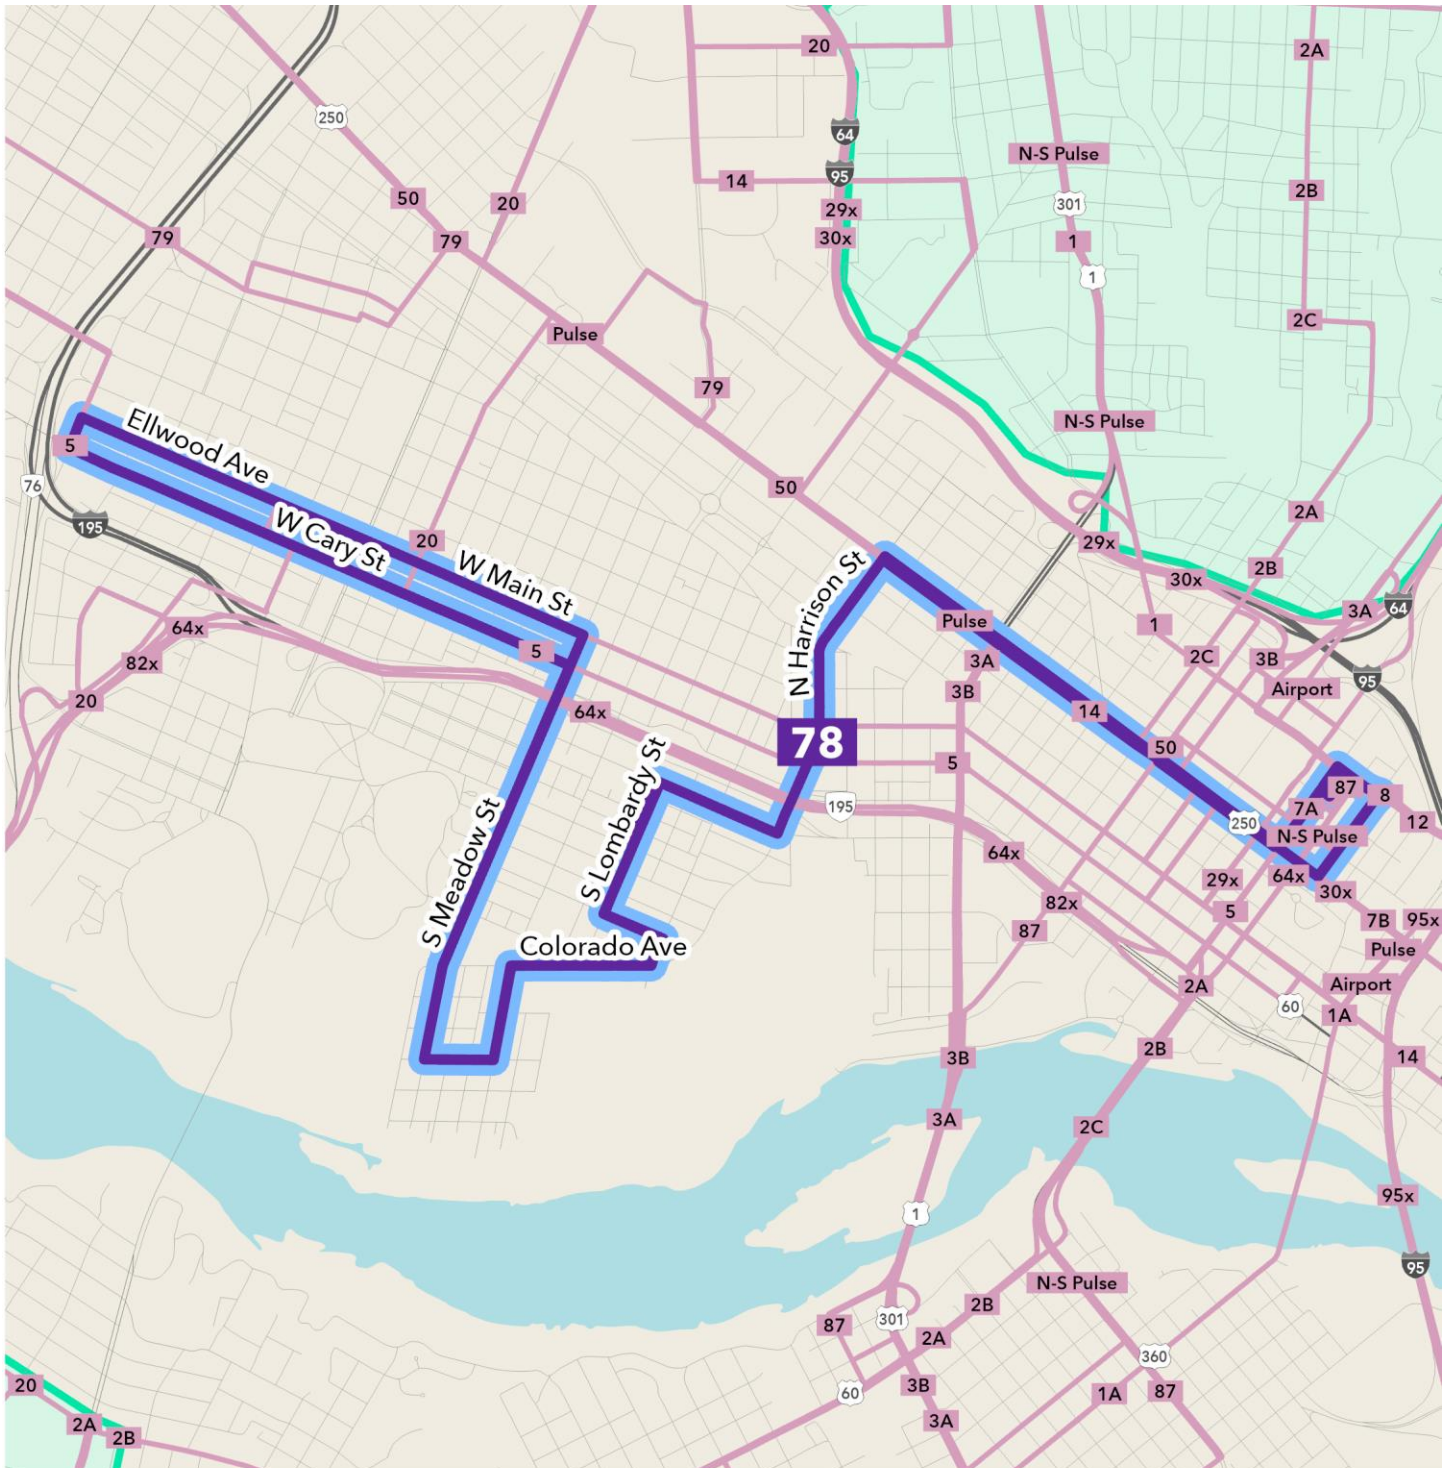 20
2A
250
64
N-S Pulse
95
14
2B
50
20
301
29x
79
79
30x
1
1
2C
Pulse
79
N-S Pulse
Ellwood Ave
5
76
50
195
W Cary St
2A
20
29x
W Main St
N Harrison St
2B
30x
64
3A
Pulse
1
64x
5
2C
3B
82x
3A
95
Airport
3B
20
64x
14
78
S Lombardy St
50
5
87
8
195
7A
250
12
N-S Pulse
S Meadow St
64x
64x
29x
30x
82x
5
7B
95x
87
Colorado Ave
Pulse
2A
Airport
60
1A
2B
3B
14
3A
2C
95x
1
95
N-S Pulse
2B
301
87
2A
360
20
3B
60
1A
87
2A
3A
2B